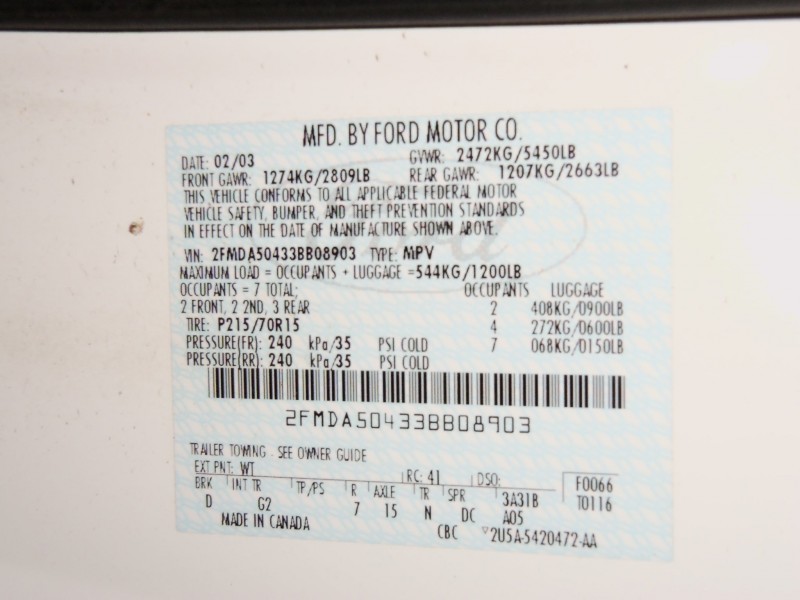 MFD. BY FORD MOTOR CO.
DATE: 02/03 GVWR: 2472KG/5450LB
FRONT GAWR: 1274KG/2809LB REAR GAWR: 1207KG/2663LB
THIS VEHICLE CONFORMS TO ALL APPLICABLE FEDERAL MOTOR
VEHICLE SAFETY, BUMPER, AND THEFT PREVENTION STANDARDS
IN EFFECT ON THE DATE OF MANUFACTURE SHOWN ABOVE.
VIN: 2FMDA50433BB08903 TYPE: MPV
MAXIMUM LOAD = OCCUPANTS + LUGGAGE =544KG/1200LB
OCCUPANTS = 7 TOTAL; OCCUPANTS LUGGAGE
2 FRONT, 2 2ND, 3 REAR 2 408KG/0900LB
TIRE: P215/70R15 4 272KG/0600LB
PRESSURE(FR): 240 kPa/35 PSI COLD 7 068KG/0150LB
PRESSURE(RR): 240 kPa/35 PSI COLD
2FMDA50433BB08903
TRAILER TOWING - SEE OWNER GUIDE
EXT PNT: WT RC: 41 DSO: F0066
BRK INT TR TP/PS R AXLE TR SPR 3A31B T0116
D G2 7 15 N DC A05
MADE IN CANADA CBC ▽2U5A-5420472-AA